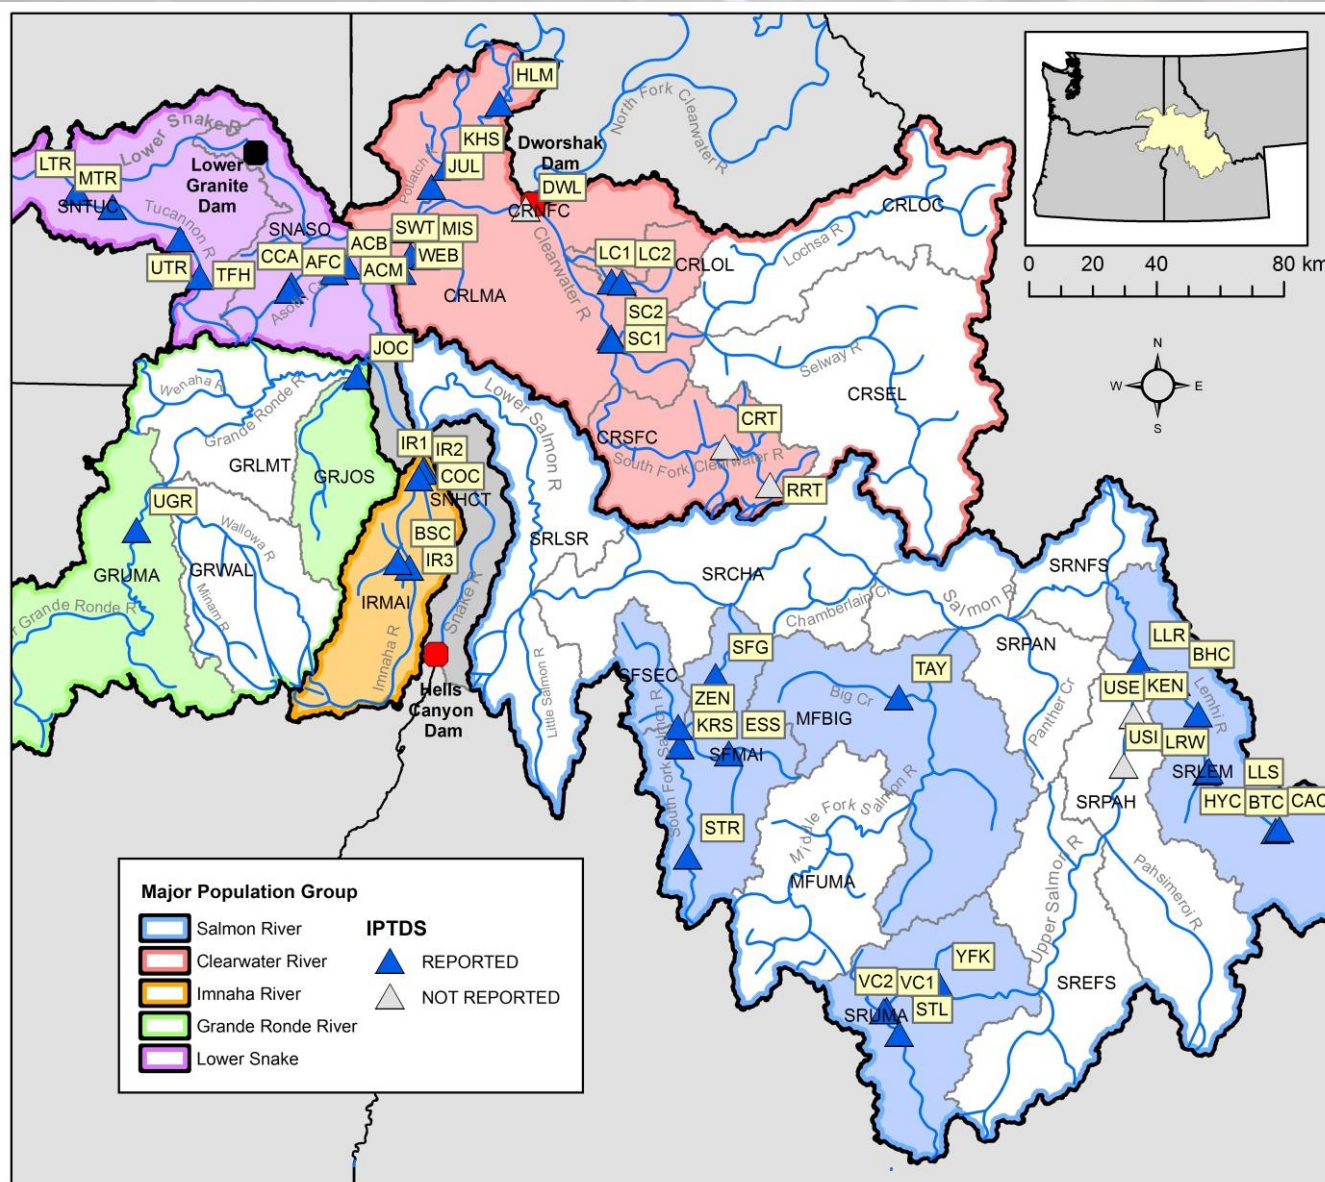 HLM
KHS
JUL
North Fork
Clearwater R
Dworshak
Dam
DWL
CRNFC
Potlatch R
Lower Snake R
Lower
Granite
Dam
LTR
MTR
SNTUC
Tucannon R
SNASO
UTR
TFH
CCA
AFC
ACB
ACM
SWT
MIS
WEB
CRLMA
Clearwater R
LC1
LC2
CRLOL
SC2
SC1
CRLOC
Lochsa R
Selway R
CRSEL
0 20 40 80 km
N
W
E
S
JOC
Wenaha R
Grande Ronde R
GRLMT
GRJOS
Lower Salmon R
IR1
IR2
COC
SNHCT
BSC
IR3
IRMAI
Imnaha R
Snake R
Hells
Canyon
Dam
UGR
GRUMA
Wallowa R
GRWAL
Minam R
r Grande Ronde R
CRSFC
CRT
South Fork Clearwater R
RRT
SRLSR
SRCHA
Chamberlain Cr
Salmon R
SRNFS
SRPAN
Panther Cr
Little Salmon R
SFSEC
SFG
ZEN
KRS
ESS
SFMAI
South Fork Salmon R
STR
MFBIG
Big Cr
TAY
Middle Fork
Salmon R
MFUMA
LLR
BHC
USE
KEN
Lemhi R
USI
LRW
SRLEM
LLS
HYC
BTC
CAC
SRPAH
Pahsimeroi R
Upper Salmon R
SREFS
YFK
VC2
VC1
STL
SRUMA
Major Population Group
Salmon River
Clearwater River
Imnaha River
Grande Ronde River
Lower Snake
IPTDS
REPORTED
NOT REPORTED